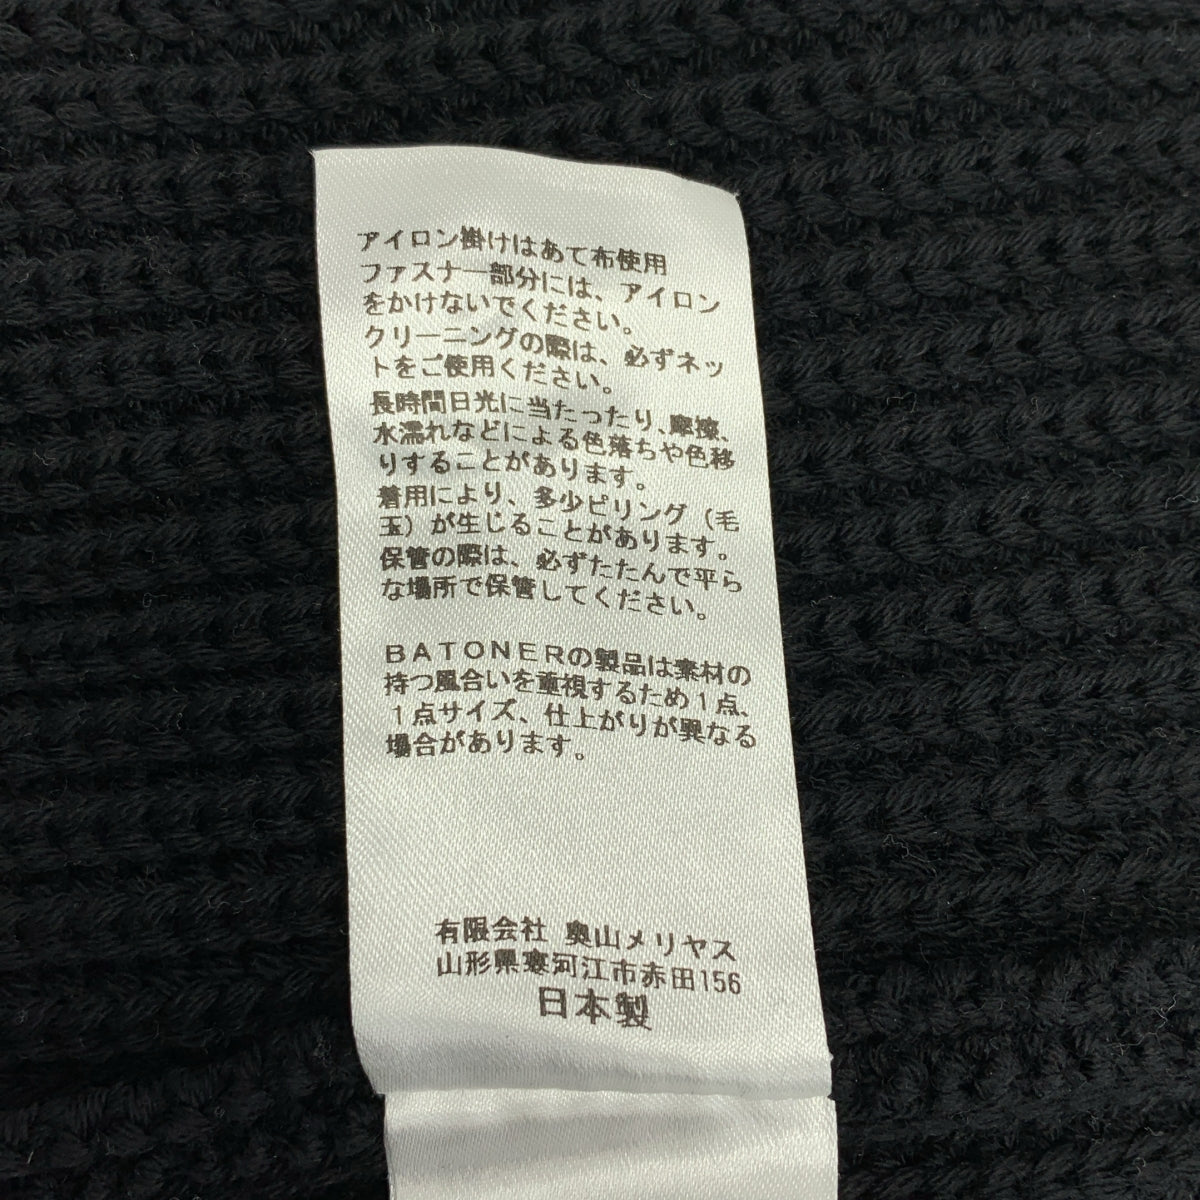 アイロン掛けはあて布使用
ファスナー部分には、アイロン
をかけないでください。
クリーニングの際は、必ずネッ
トをご使用ください。
長時間日光に当たったり、摩擦、
水濡れなどによる色落ちや色移
りすることがあります。
着用により、多少ピリング（毛
玉）が生じることがあります。
保管の際は、必ずたたんで平ら
な場所で保管してください。
BATONERの製品は素材の
持つ風合いを重視するため1点、
1点サイズ、仕上がりが異なる
場合があります。
有限会社 奥山メリヤス
山形県寒河江市赤田156
日本製